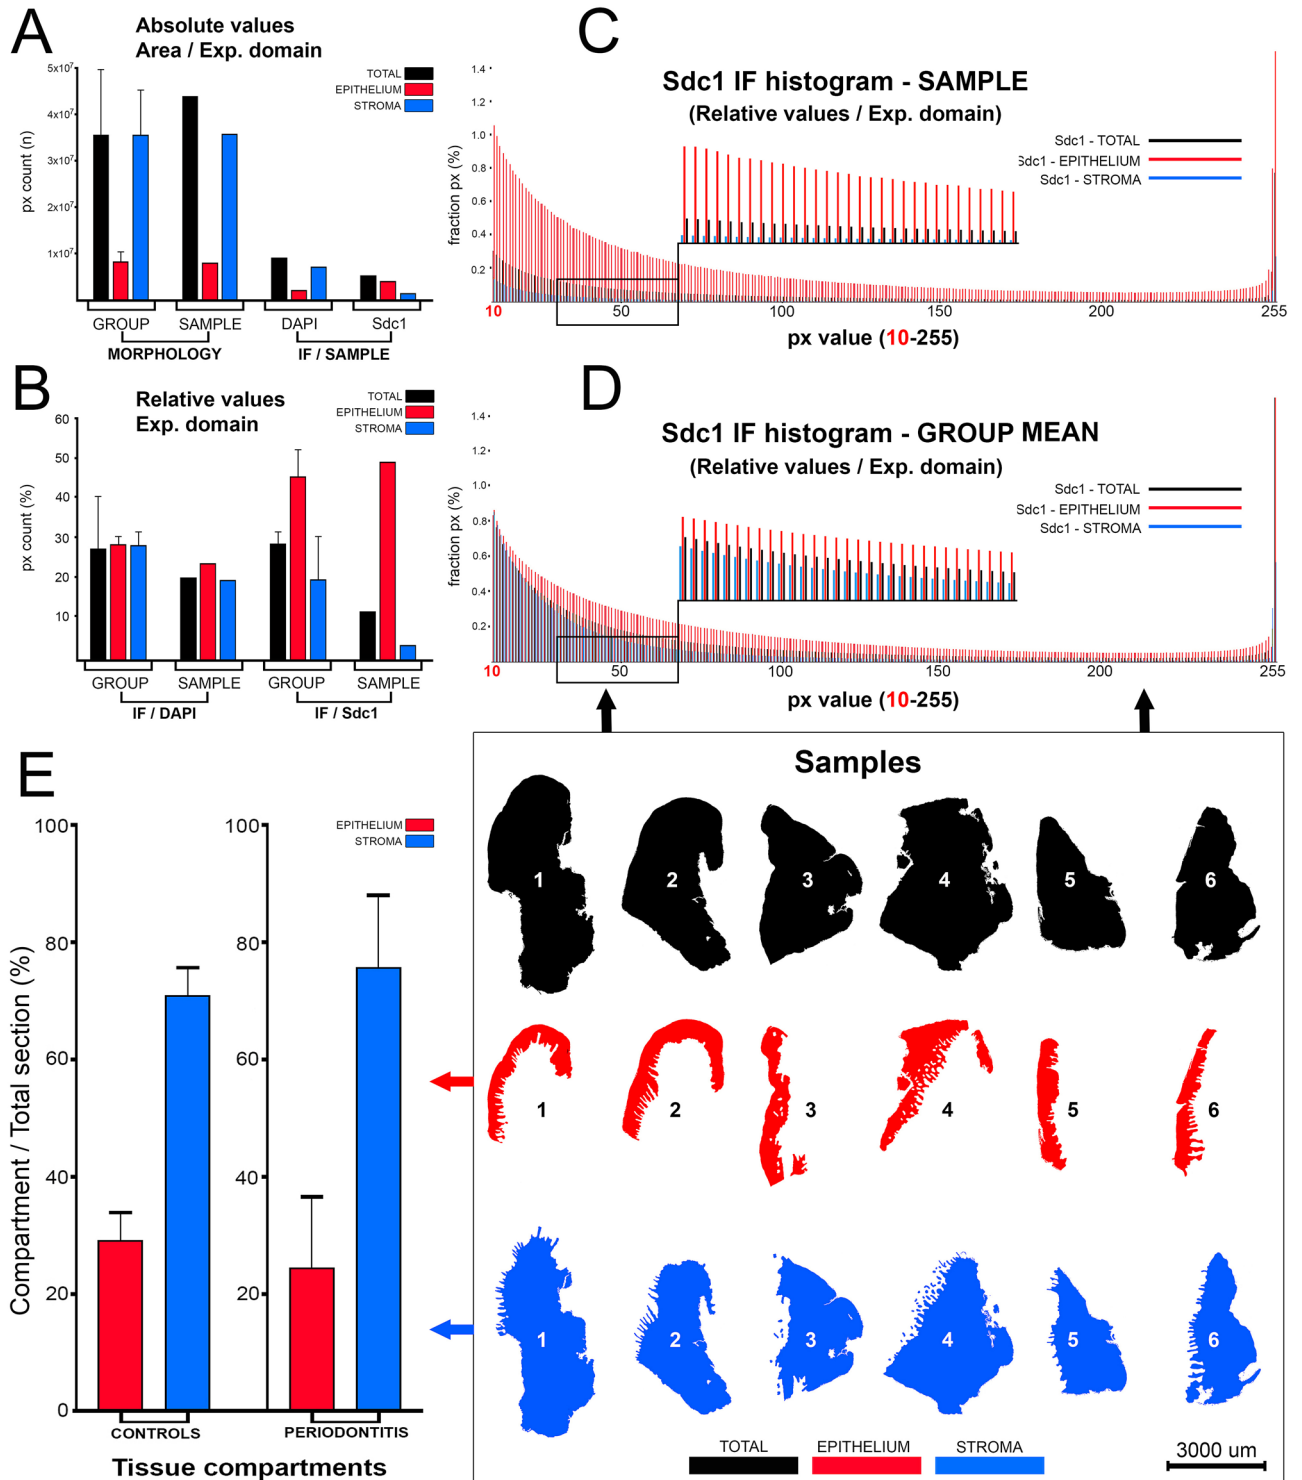 A
Absolute values
Area / Exp. domain
TOTAL
EPITHELIUM
STROMA
px count (n)
5x10⁷
4x10⁷
3x10⁷
2x10⁷
1x10⁷
GROUP SAMPLE DAPI Sdc1
MORPHOLOGY IF / SAMPLE
B
Relative values
Exp. domain
TOTAL
EPITHELIUM
STROMA
px count (%)
60
50
40
30
20
10
GROUP SAMPLE GROUP SAMPLE
IF / DAPI IF / Sdc1
C
Sdc1 IF histogram - SAMPLE
(Relative values / Exp. domain)
Sdc1 - TOTAL
Sdc1 - EPITHELIUM
Sdc1 - STROMA
fraction px (%)
1.4
1.2
1.0
0.8
0.6
0.4
0.2
10 50 100 150 200 255
px value (10-255)
D
Sdc1 IF histogram - GROUP MEAN
(Relative values / Exp. domain)
Sdc1 - TOTAL
Sdc1 - EPITHELIUM
Sdc1 - STROMA
fraction px (%)
1.4
1.2
1.0
0.8
0.6
0.4
0.2
10 50 100 150 200 255
px value (10-255)
E
EPITHELIUM
STROMA
Compartment / Total section (%)
100 100
80 80
60 60
40 40
20 20
0
CONTROLS PERIODONTITIS
Tissue compartments
Samples
1 2 3 4 5 6
1 2 3 4 5 6
1 2 3 4 5 6
TOTAL EPITHELIUM STROMA
3000 um